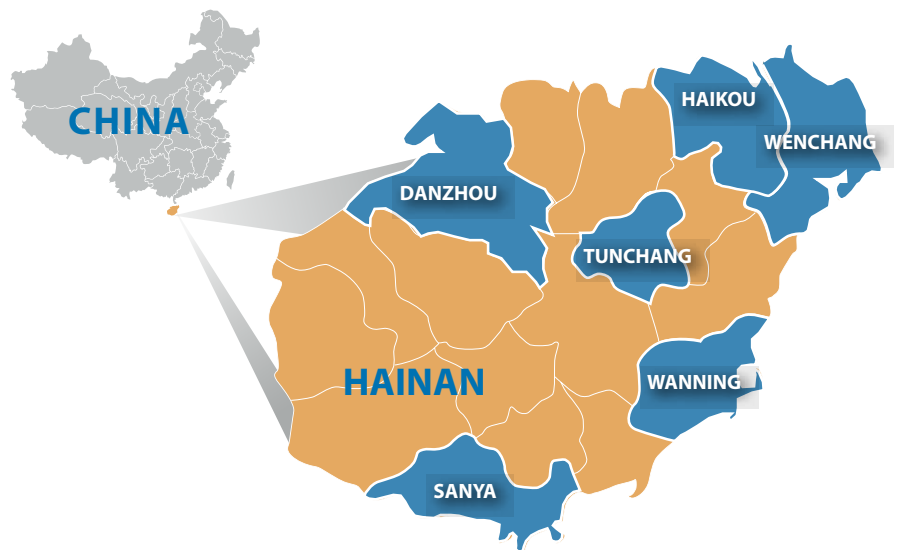 CHINA
HAIKOU
WENCHANG
DANZHOU
TUNCHANG
HAINAN
WANNING
SANYA